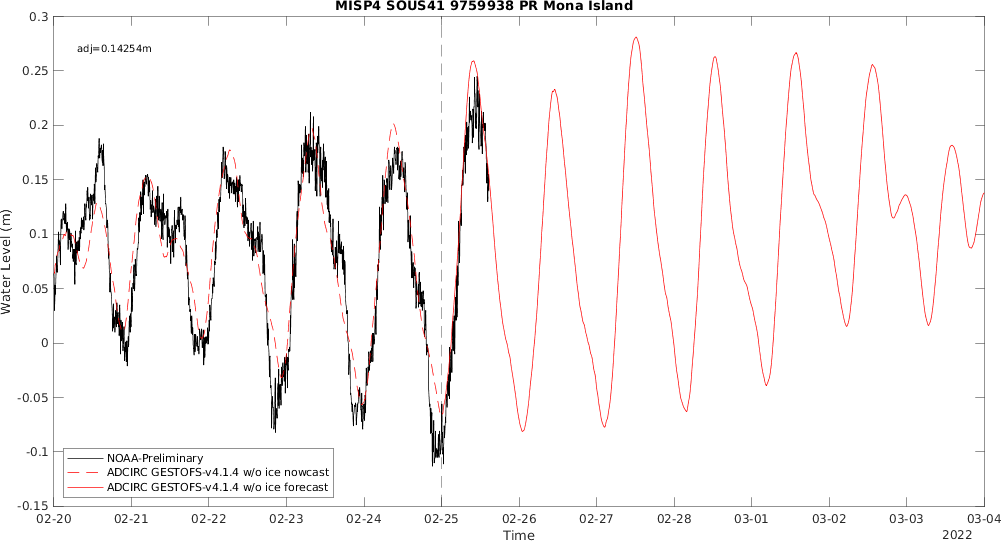 MISP4 SOUS41 9759938 PR Mona Island
adj=0.14254m
0.3
0.25
0.2
0.15
0.1
0.05
0
-0.05
-0.1
-0.15
Water Level (m)
NOAA-Preliminary
ADCIRC GESTOFS-v4.1.4 w/o ice nowcast
ADCIRC GESTOFS-v4.1.4 w/o ice forecast
02-20 02-21 02-22 02-23 02-24 02-25 02-26 02-27 02-28 03-01 03-02 03-03 03-04
Time
2022